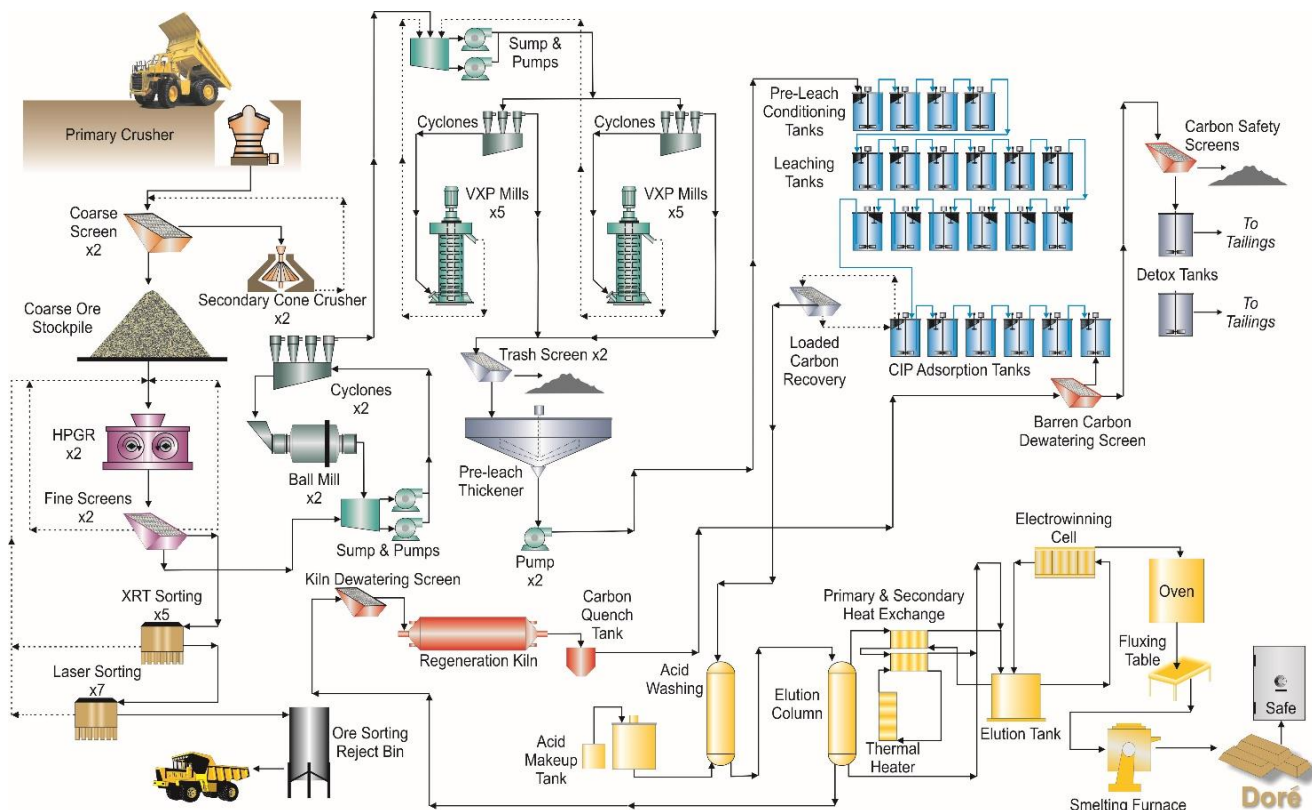 Primary Crusher
Coarse
Screen
x2
Secondary Cone Crusher
x2
Coarse Ore
Stockpile
HPGR
x2
Fine Screens
x2
XRT Sorting
x5
Laser Sorting
x7
Ore Sorting
Reject Bin
Cyclones
x2
Ball Mill
x2
Sump & Pumps
Sump &
Pumps
Cyclones
Cyclones
VXP Mills
x5
VXP Mills
x5
Trash Screen x2
Pre-leach
Thickener
Pump
x2
Pre-Leach
Conditioning
Tanks
Leaching
Tanks
Loaded
Carbon
Recovery
CIP Adsorption Tanks
Barren Carbon
Dewatering Screen
Carbon Safety
Screens
To
Tailings
Detox Tanks
To
Tailings
Kiln Dewatering Screen
Regeneration Kiln
Carbon
Quench
Tank
Acid
Makeup
Tank
Acid
Washing
Elution
Column
Primary & Secondary
Heat Exchange
Thermal
Heater
Elution Tank
Electrowinning
Cell
Oven
Fluxing
Table
Smelting Furnace
Safe
Doré